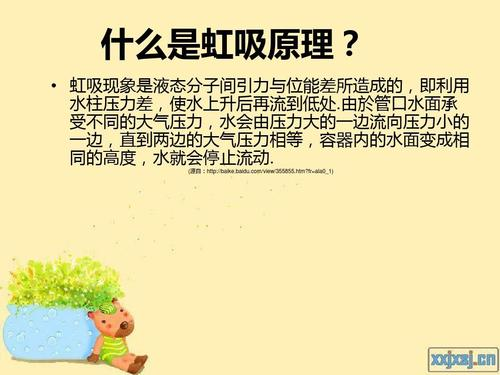 什么是虹吸原理？
• 虹吸现象是液态分子间引力与位能差所造成的，即利用
水柱压力差，使水上升后再流到低处.由於管口水面承
受不同的大气压力，水会由压力大的一边流向压力小的
一边，直到两边的大气压力相等，容器内的水面变成相
同的高度，水就会停止流动.
(源自：http://baike.baidu.com/view/355855.htm?fr=ala0_1)
xxjxsj.cn